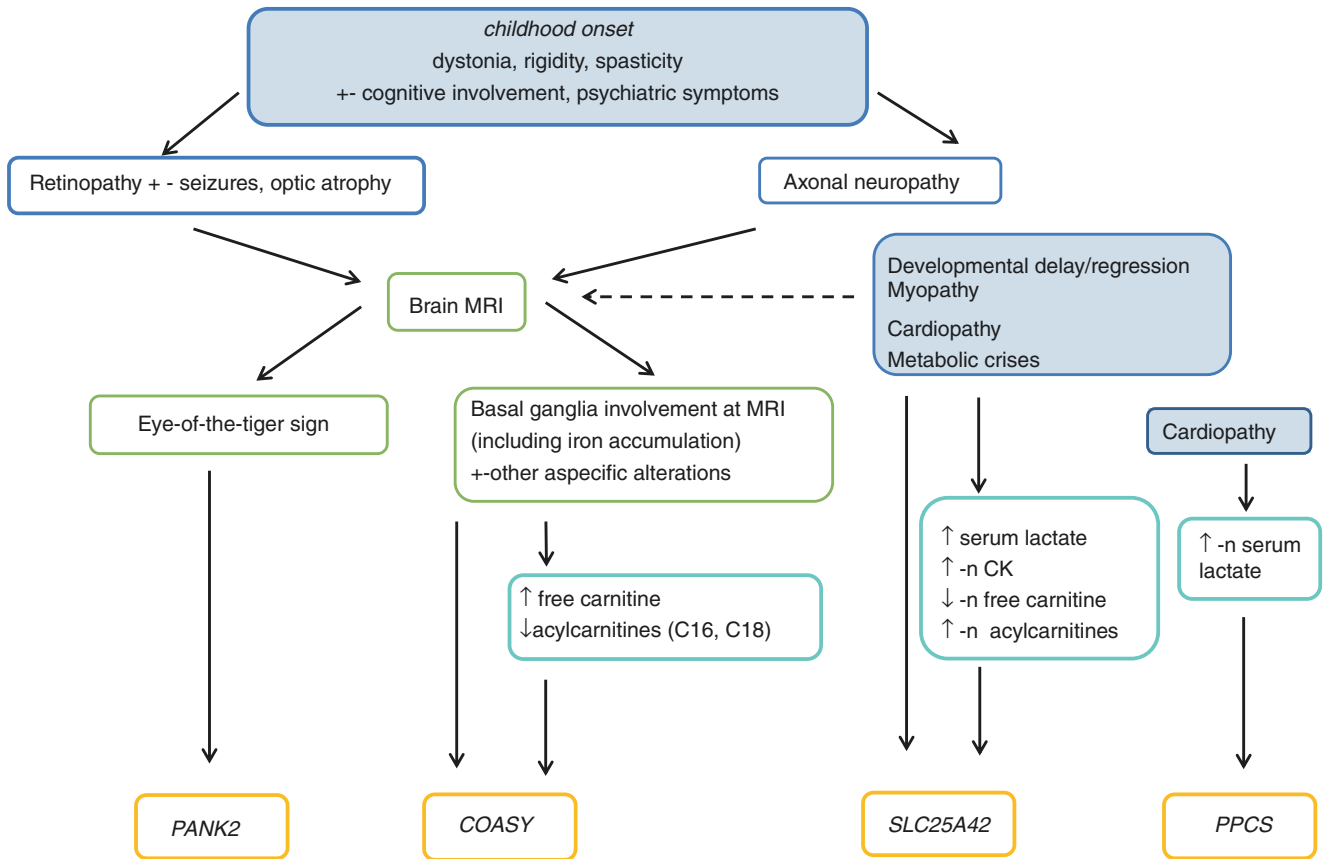 childhood onset
dystonia, rigidity, spasticity
+- cognitive involvement, psychiatric symptoms
Retinopathy + - seizures, optic atrophy
Axonal neuropathy
Developmental delay/regression
Myopathy
Cardiopathy
Metabolic crises
Brain MRI
Eye-of-the-tiger sign
Basal ganglia involvement at MRI
(including iron accumulation)
+-other aspecific alterations
Cardiopathy
↑ serum lactate
↑ -n CK
↓ -n free carnitine
↑ -n acylcarnitines
↑ -n serum
lactate
↑ free carnitine
↓acylcarnitines (C16, C18)
PANK2
COASY
SLC25A42
PPCS